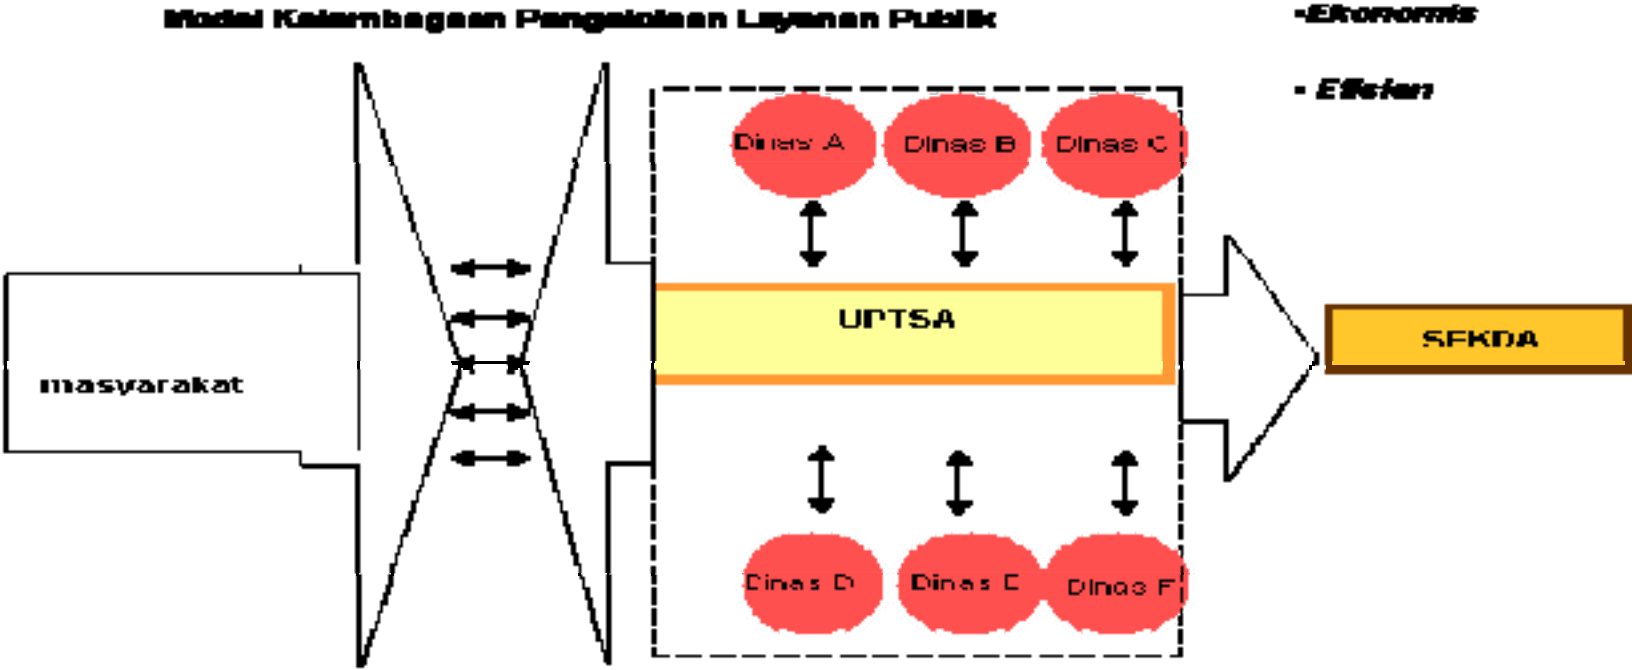 Model Kelembagaan Pengelolaan Layanan Publik
-Ekonomis
- Efisien
Dinas A
Dinas B
Dinas C
UPTSA
SEKDA
masyarakat
Dinas D
Dinas E
Dinas F